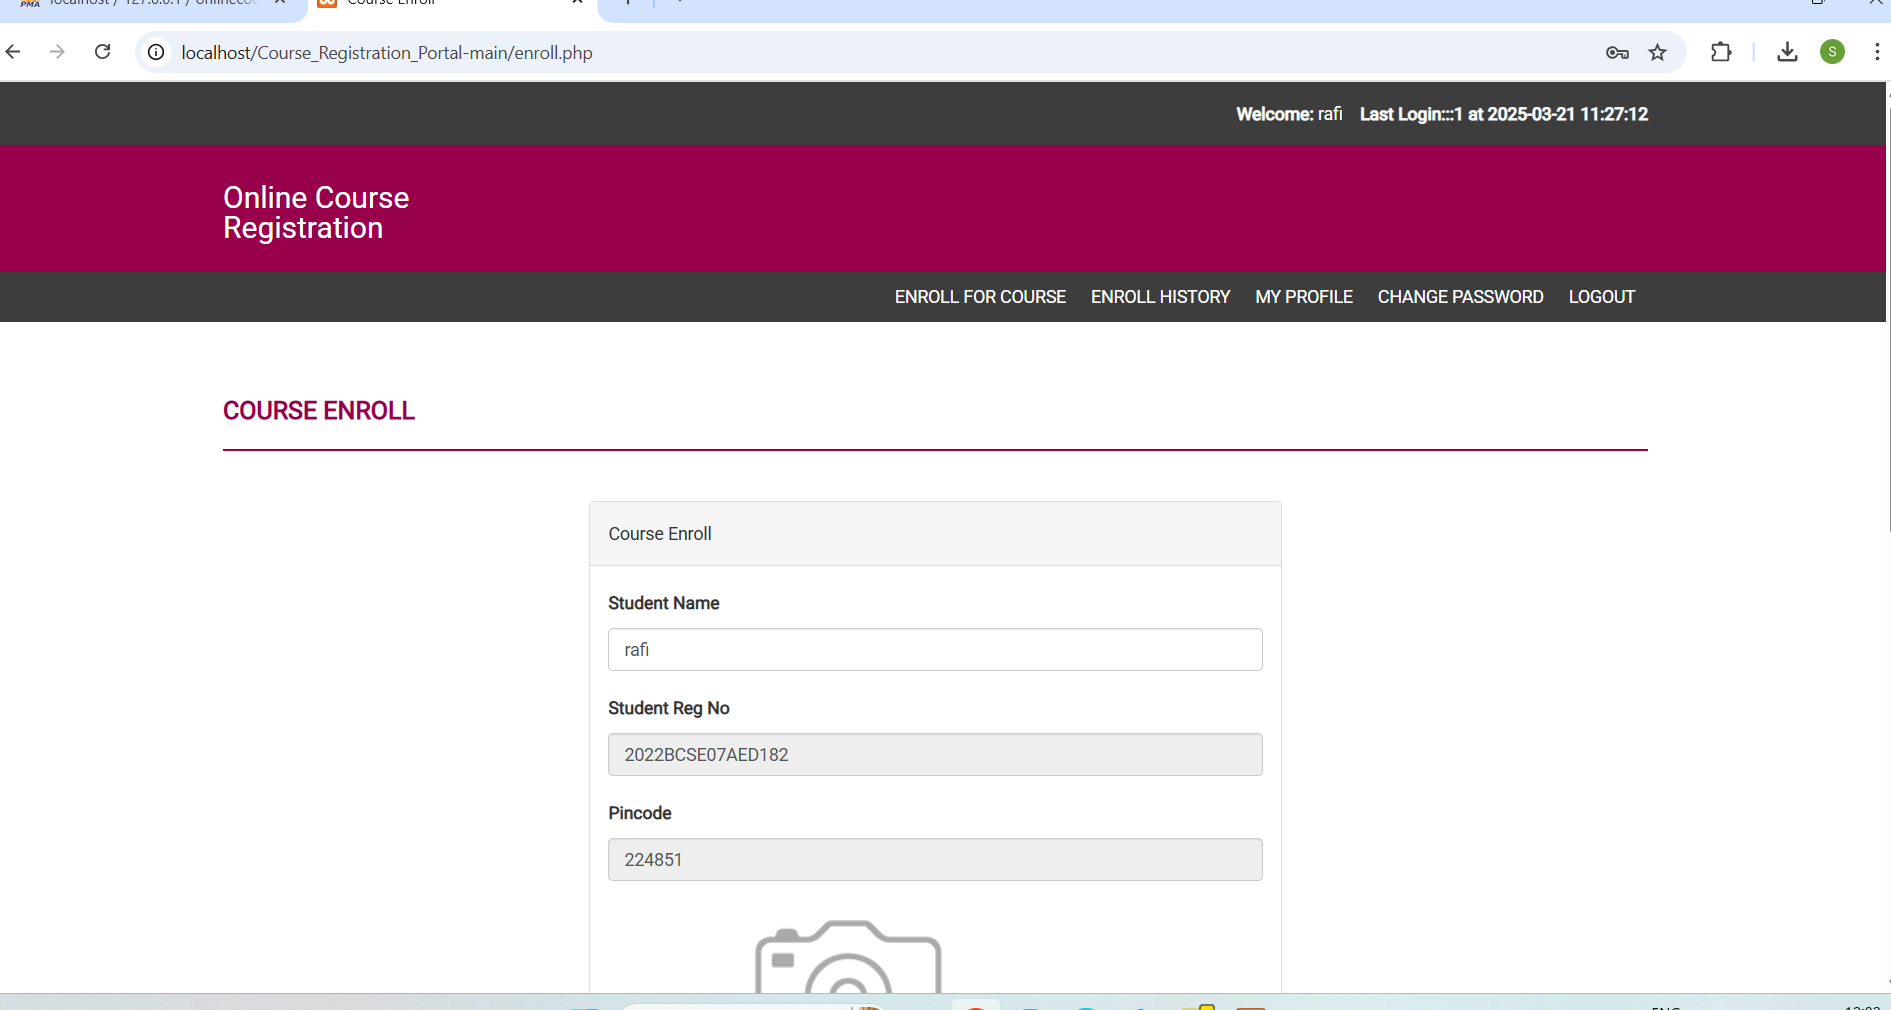 localhost/Course_Registration_Portal-main/enroll.php
S
Welcome: rafi Last Login:::1 at 2025-03-21 11:27:12
Online Course
Registration
ENROLL FOR COURSE ENROLL HISTORY MY PROFILE CHANGE PASSWORD LOGOUT
COURSE ENROLL
Course Enroll
Student Name
rafi
Student Reg No
2022BCSE07AED182
Pincode
224851